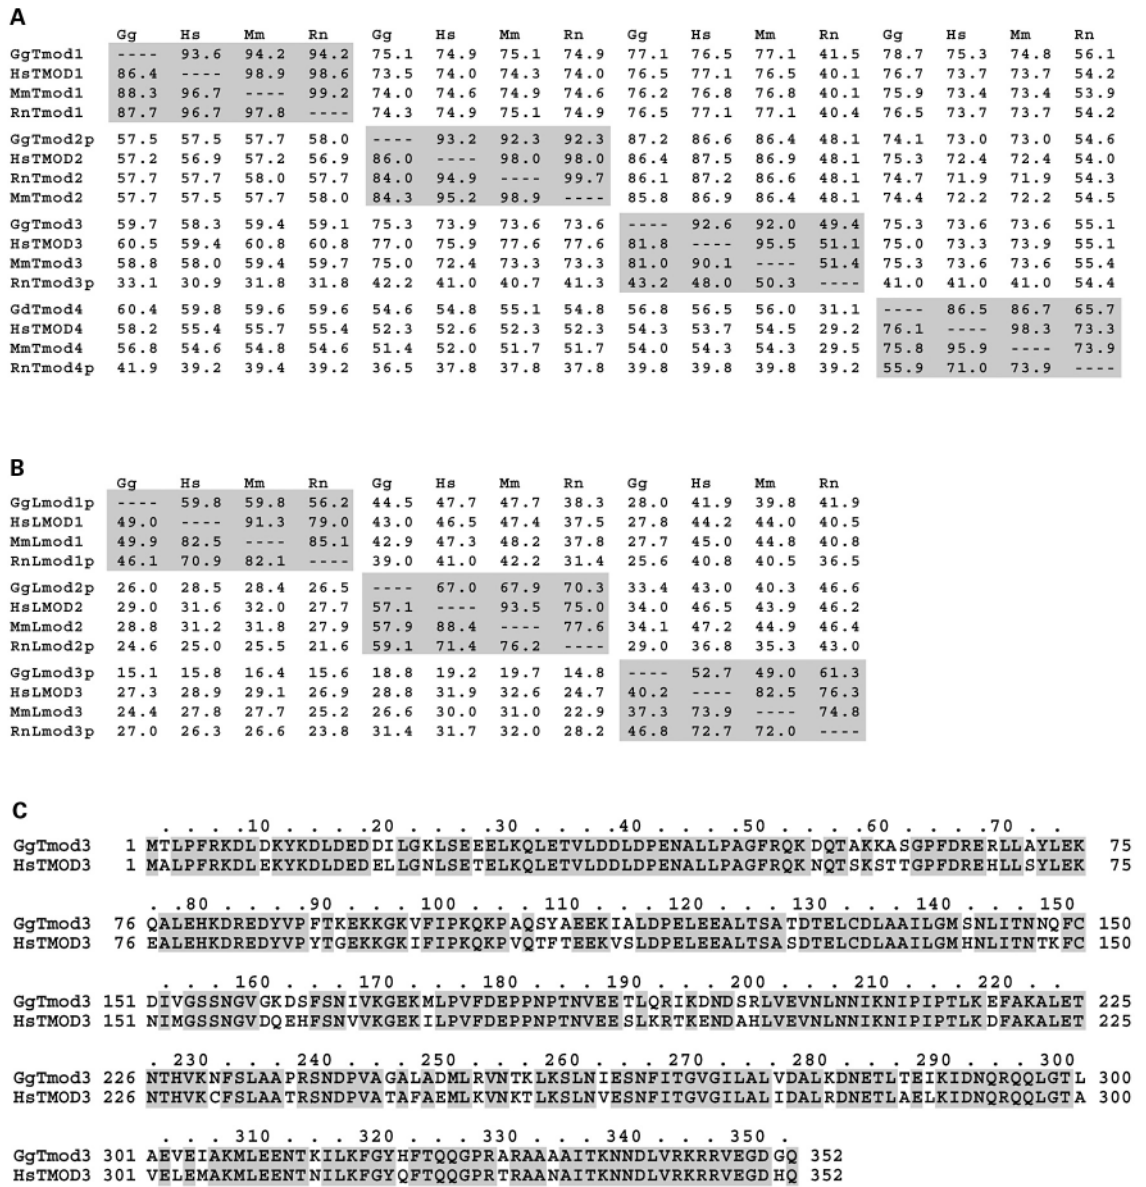 A
Gg Hs Mm Rn Gg Hs Mm Rn Gg Hs Mm Rn Gg Hs Mm Rn
GgTmod1 ---- 93.6 94.2 94.2 75.1 74.9 75.1 74.9 77.1 76.5 77.1 41.5 78.7 75.3 74.8 56.1
HsTMOD1 86.4 ---- 98.9 98.6 73.5 74.0 74.3 74.0 76.5 77.1 76.5 40.1 76.7 73.7 73.7 54.2
MmTmod1 88.3 96.7 ---- 99.2 74.0 74.6 74.9 74.6 76.2 76.8 76.8 40.1 75.9 73.4 73.4 53.9
RnTmod1 87.7 96.7 97.8 ---- 74.3 74.9 75.1 74.9 76.5 77.1 77.1 40.4 76.5 73.7 73.7 54.2
GgTmod2p 57.5 57.5 57.7 58.0 ---- 93.2 92.3 92.3 87.2 86.6 86.4 48.1 74.1 73.0 73.0 54.6
HsTMOD2 57.2 56.9 57.2 56.9 86.0 ---- 98.0 98.0 86.4 87.5 86.9 48.1 75.3 72.4 72.4 54.0
RnTmod2 57.7 57.7 58.0 57.7 84.0 94.9 ---- 99.7 86.1 87.2 86.6 48.1 74.7 71.9 71.9 54.3
MmTmod2 57.7 57.5 57.7 58.0 84.3 95.2 98.9 ---- 85.8 86.9 86.4 48.1 74.4 72.2 72.2 54.5
GgTmod3 59.7 58.3 59.4 59.1 75.3 73.9 73.6 73.6 ---- 92.6 92.0 49.4 75.3 73.6 73.6 55.1
HsTMOD3 60.5 59.4 60.8 60.8 77.0 75.9 77.6 77.6 81.8 ---- 95.5 51.1 75.0 73.3 73.9 55.1
MmTmod3 58.8 58.0 59.4 59.7 75.0 72.4 73.3 73.3 81.0 90.1 ---- 51.4 75.3 73.6 73.6 55.4
RnTmod3p 33.1 30.9 31.8 31.8 42.2 41.0 40.7 41.3 43.2 48.0 50.3 ---- 41.0 41.0 41.0 54.4
GdTmod4 60.4 59.8 59.6 59.6 54.6 54.8 55.1 54.8 56.8 56.5 56.0 31.1 ---- 86.5 86.7 65.7
HsTMOD4 58.2 55.4 55.7 55.4 52.3 52.6 52.3 52.3 54.3 53.7 54.5 29.2 76.1 ---- 98.3 73.3
MmTmod4 56.8 54.6 54.8 54.6 51.4 52.0 51.7 51.7 54.0 54.3 54.3 29.5 75.8 95.9 ---- 73.9
RnTmod4p 41.9 39.2 39.4 39.2 36.5 37.8 37.8 37.8 39.8 39.8 39.8 39.2 55.9 71.0 73.9 ----
B
Gg Hs Mm Rn Gg Hs Mm Rn Gg Hs Mm Rn
GgLmod1p ---- 59.8 59.8 56.2 44.5 47.7 47.7 38.3 28.0 41.9 39.8 41.9
HsLMOD1 49.0 ---- 91.3 79.0 43.0 46.5 47.4 37.5 27.8 44.2 44.0 40.5
MmLmod1 49.9 82.5 ---- 85.1 42.9 47.3 48.2 37.8 27.7 45.0 44.8 40.8
RnLmod1p 46.1 70.9 82.1 ---- 39.0 41.0 42.2 31.4 25.6 40.8 40.5 36.5
GgLmod2p 26.0 28.5 28.4 26.5 ---- 67.0 67.9 70.3 33.4 43.0 40.3 46.6
HsLMOD2 29.0 31.6 32.0 27.7 57.1 ---- 93.5 75.0 34.0 46.5 43.9 46.2
MmLmod2 28.8 31.2 31.8 27.9 57.9 88.4 ---- 77.6 34.1 47.2 44.9 46.4
RnLmod2p 24.6 25.0 25.5 21.6 59.1 71.4 76.2 ---- 29.0 36.8 35.3 43.0
GgLmod3p 15.1 15.8 16.4 15.6 18.8 19.2 19.7 14.8 ---- 52.7 49.0 61.3
HsLMOD3 27.3 28.9 29.1 26.9 28.8 31.9 32.6 24.7 40.2 ---- 82.5 76.3
MmLmod3 24.4 27.8 27.7 25.2 26.6 30.0 31.0 22.9 37.3 73.9 ---- 74.8
RnLmod3p 27.0 26.3 26.6 23.8 31.4 31.7 32.0 28.2 46.8 72.7 72.0 ----
C
. . . .10 . . . .20 . . . .30 . . . .40 . . . .50 . . . .60 . . . .70 . .
GgTmod3 1 MTLPFRKDLDKYKDLDEDDILGKLSEEELKQLETVLDDLDPENALLPAGFRQKDQTAKKASGPFDRERLLAYLEK 75
HsTMOD3 1 MALPFRKDLEKYKDLDEDELLGNLSETELKQLETVLDDLDPENALLPAGFRQKNQTSKSTTGPFDREHLLSYLEK 75
. .80 . . . .90 . . . 100 . . . 110 . . . 120 . . . 130 . . . 140 . . . 150
GgTmod3 76 QALEHKDREDYVPFTKEKKGKVFIPKQKPAQSYAEEKIALDPELEEALTSATDTELCDLAAILGMSNLITNNQFC 150
HsTMOD3 76 EALEHKDREDYVPYTGEKKGKIFIPKQKPVQTFTEEKVSLDPELEEALTSASDTELCDLAAILGMHNLITNTKFC 150
. . . 160 . . . 170 . . . 180 . . . 190 . . . 200 . . . 210 . . . 220 . .
GgTmod3 151 DIVGSSNGVGKDSFSNIVKGEKMLPVFDEPPNPTNVEETLQRIKDNDSRLVEVNLNNIKNIPIPTLKEFAKALET 225
HsTMOD3 151 NIMGSSNGVDQEHFSNVVKGEKILPVFDEPPNPTNVEESLKRTKENDAHLVEVNLNNIKNIPIPTLKDFAKALET 225
. 230 . . . 240 . . . 250 . . . 260 . . . 270 . . . 280 . . . 290 . . . 300
GgTmod3 226 NTHVKNFSLAAPRSNDPVAGALADMLRVNTKLKSLNIESNFITGVGILALVDALKDNETLTEIKIDNQRQQLGTL 300
HsTMOD3 226 NTHVKCFSLAATRSNDPVATAFAEMLKVNKTLKSLNVESNFITGVGILALIDALRDNETLAELKIDNQRQQLGTA 300
. . . 310 . . . 320 . . . 330 . . . 340 . . . 350 .
GgTmod3 301 AEVEIAKMLEENTKILKFGYHFTQQGPRARAAAAITKNNDLVRKRRVEGDGQ 352
HsTMOD3 301 VELEMAKMLEENTNILKFGYQFTQQGPRTRAANAITKNNDLVRKRRVEGDHQ 352